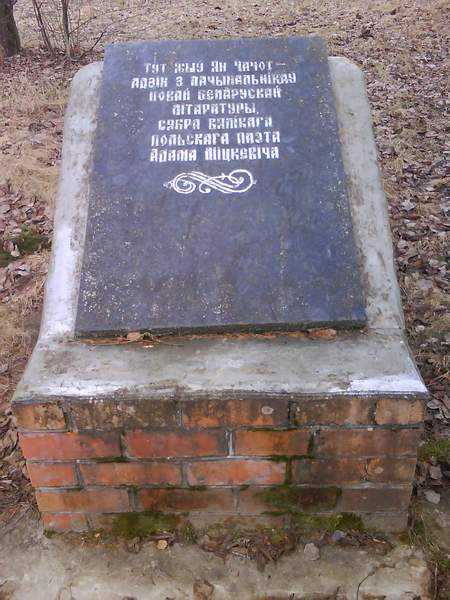 ТУТ ЖЫЎ ЯН ЧАЧОТ –
АДЗІН З ПАЧЫНАЛЬНІКАЎ
НОВАЙ БЕЛАРУСКАЙ
ЛІТАРАТУРЫ,
СЯБРА ВЯЛІКАГА
ПОЛЬСКАГА ПАЭТА
АДАМА МІЦКЕВІЧА